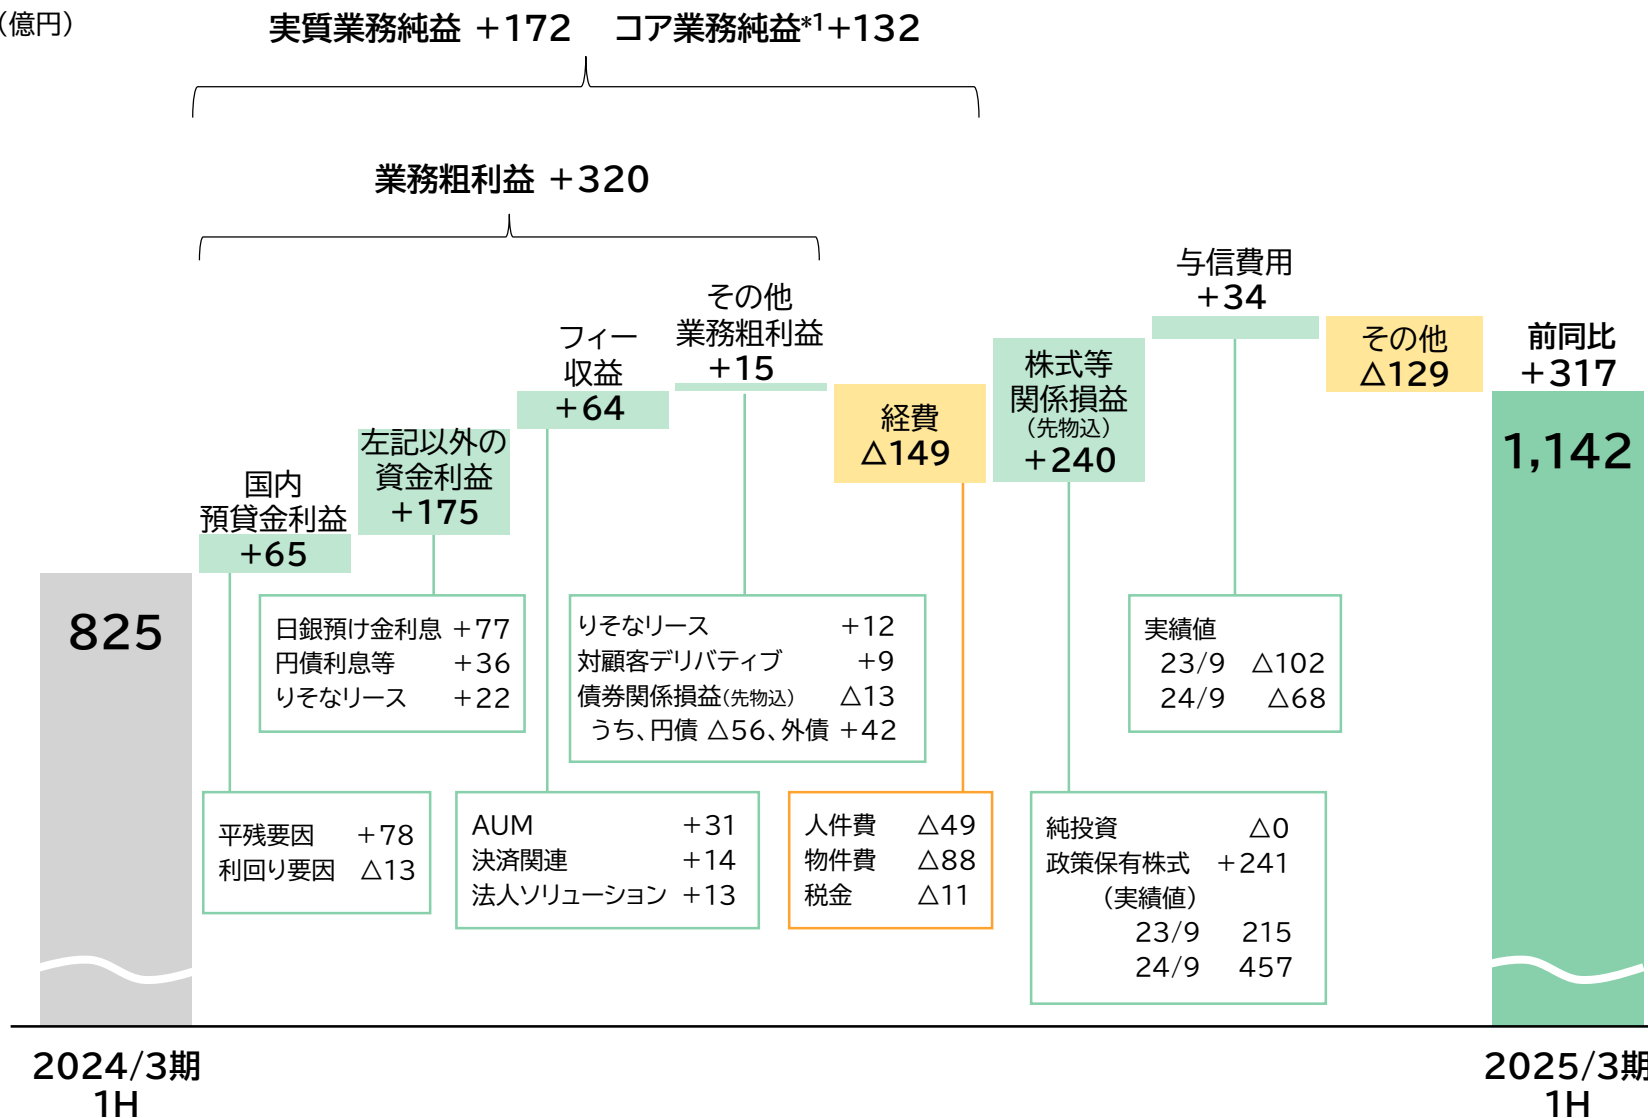 （億円）
実質業務純益 +172 コア業務純益*1+132
業務粗利益 +320
国内
預貸金利益
+65
左記以外の
資金利益
+175
フィー
収益
+64
その他
業務粗利益
+15
経費
△149
株式等
関係損益
（先物込）
+240
与信費用
+34
その他
△129
前同比
+317
825
1,142
日銀預け金利息 +77
円債利息等 +36
りそなリース +22
りそなリース +12
対顧客デリバティブ +9
債券関係損益(先物込) △13
うち、円債 △56、外債 +42
実績値
23/9 △102
24/9 △68
平残要因 +78
利回り要因 △13
AUM +31
決済関連 +14
法人ソリューション +13
人件費 △49
物件費 △88
税金 △11
純投資 △0
政策保有株式 +241
（実績値）
23/9 215
24/9 457
2024/3期
1H
2025/3期
1H